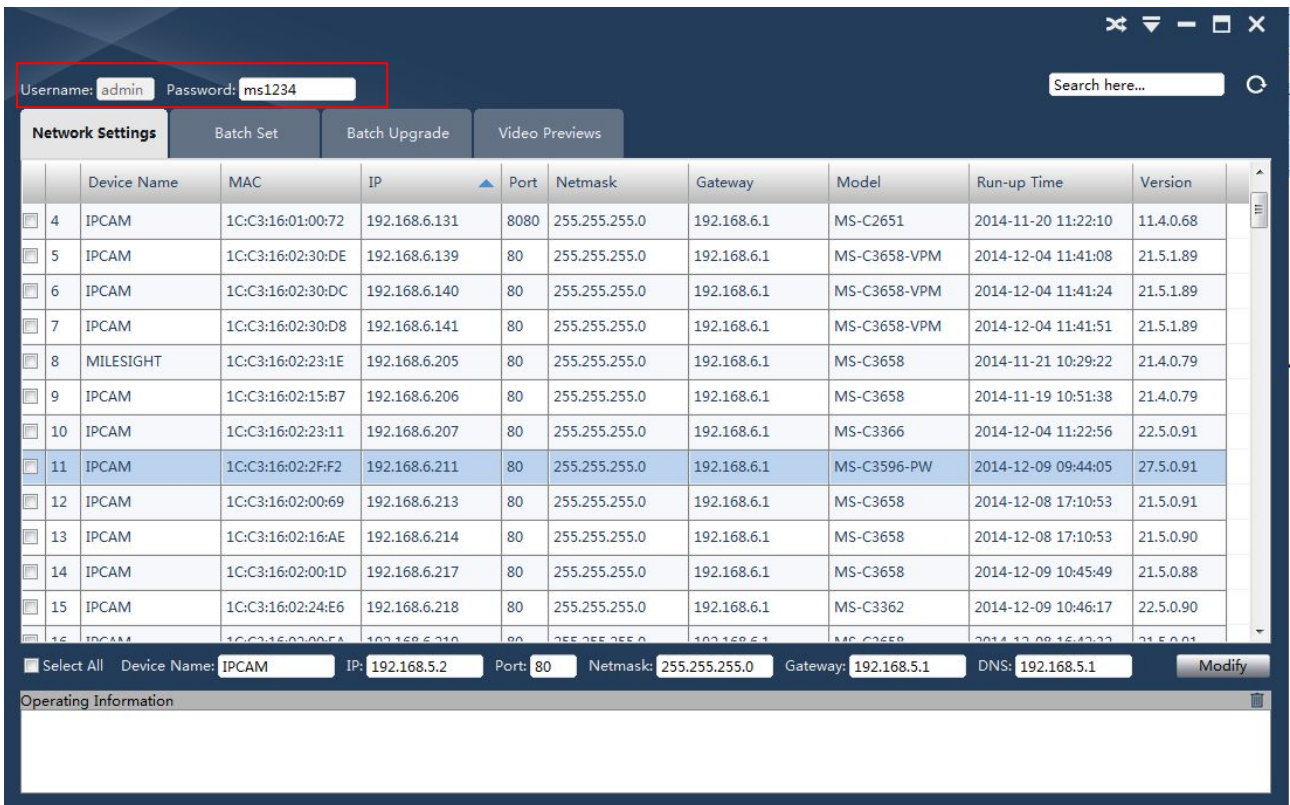 Username: admin Password: ms1234 Search here...
Network Settings Batch Set Batch Upgrade Video Previews
Device Name MAC IP Port Netmask Gateway Model Run-up Time Version
4 IPCAM 1C:C3:16:01:00:72 192.168.6.131 8080 255.255.255.0 192.168.6.1 MS-C2651 2014-11-20 11:22:10 11.4.0.68
5 IPCAM 1C:C3:16:02:30:DE 192.168.6.139 80 255.255.255.0 192.168.6.1 MS-C3658-VPM 2014-12-04 11:41:08 21.5.1.89
6 IPCAM 1C:C3:16:02:30:DC 192.168.6.140 80 255.255.255.0 192.168.6.1 MS-C3658-VPM 2014-12-04 11:41:24 21.5.1.89
7 IPCAM 1C:C3:16:02:30:D8 192.168.6.141 80 255.255.255.0 192.168.6.1 MS-C3658-VPM 2014-12-04 11:41:51 21.5.1.89
8 MILESIGHT 1C:C3:16:02:23:1E 192.168.6.205 80 255.255.255.0 192.168.6.1 MS-C3658 2014-11-21 10:29:22 21.4.0.79
9 IPCAM 1C:C3:16:02:15:B7 192.168.6.206 80 255.255.255.0 192.168.6.1 MS-C3658 2014-11-19 10:51:38 21.4.0.79
10 IPCAM 1C:C3:16:02:23:11 192.168.6.207 80 255.255.255.0 192.168.6.1 MS-C3366 2014-12-04 11:22:56 22.5.0.91
11 IPCAM 1C:C3:16:02:2F:F2 192.168.6.211 80 255.255.255.0 192.168.6.1 MS-C3596-PW 2014-12-09 09:44:05 27.5.0.91
12 IPCAM 1C:C3:16:02:00:69 192.168.6.213 80 255.255.255.0 192.168.6.1 MS-C3658 2014-12-08 17:10:53 21.5.0.91
13 IPCAM 1C:C3:16:02:16:AE 192.168.6.214 80 255.255.255.0 192.168.6.1 MS-C3658 2014-12-08 17:10:53 21.5.0.90
14 IPCAM 1C:C3:16:02:00:1D 192.168.6.217 80 255.255.255.0 192.168.6.1 MS-C3658 2014-12-09 10:45:49 21.5.0.88
15 IPCAM 1C:C3:16:02:24:E6 192.168.6.218 80 255.255.255.0 192.168.6.1 MS-C3362 2014-12-09 10:46:17 22.5.0.90
16 IPCAM 80 255.255.255.0 192.168.6.1
Select All Device Name: IPCAM IP: 192.168.5.2 Port: 80 Netmask: 255.255.255.0 Gateway: 192.168.5.1 DNS: 192.168.5.1 Modify
Operating Information